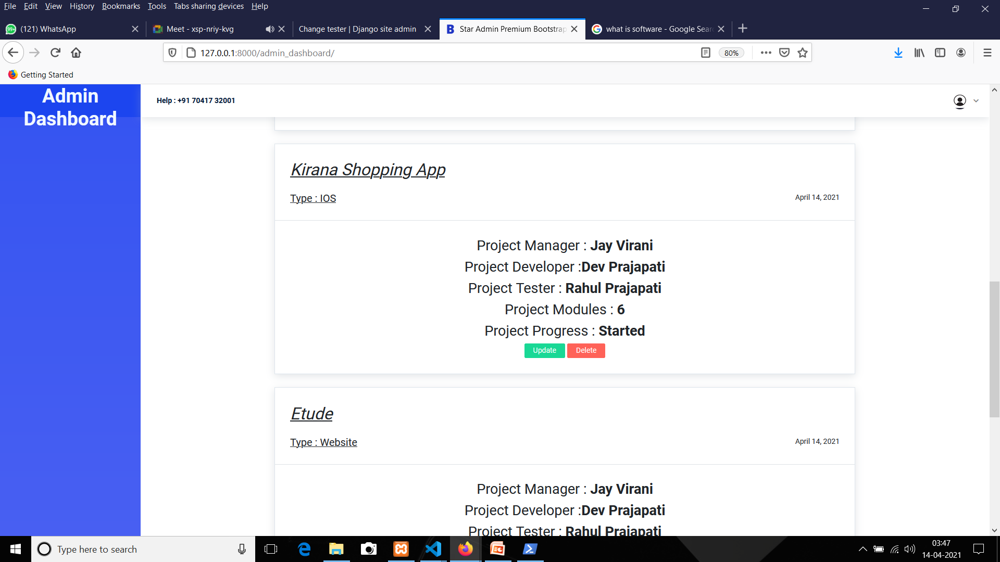 File Edit View History Bookmarks Tools Tabs sharing devices Help
(121) WhatsApp
Meet - xsp-nriy-kvg
Change tester | Django site admin
Star Admin Premium Bootstrap
what is software - Google Sear
127.0.0.1:8000/admin_dashboard/
80%
Getting Started
Admin
Dashboard
Help : +91 70417 32001
Kirana Shopping App
Type : IOS
April 14, 2021
Project Manager : Jay Virani
Project Developer :Dev Prajapati
Project Tester : Rahul Prajapati
Project Modules : 6
Project Progress : Started
Update Delete
Etude
Type : Website
April 14, 2021
Project Manager : Jay Virani
Project Developer :Dev Prajapati
Project Tester : Rahul Prajapati
Type here to search
03:47
14-04-2021